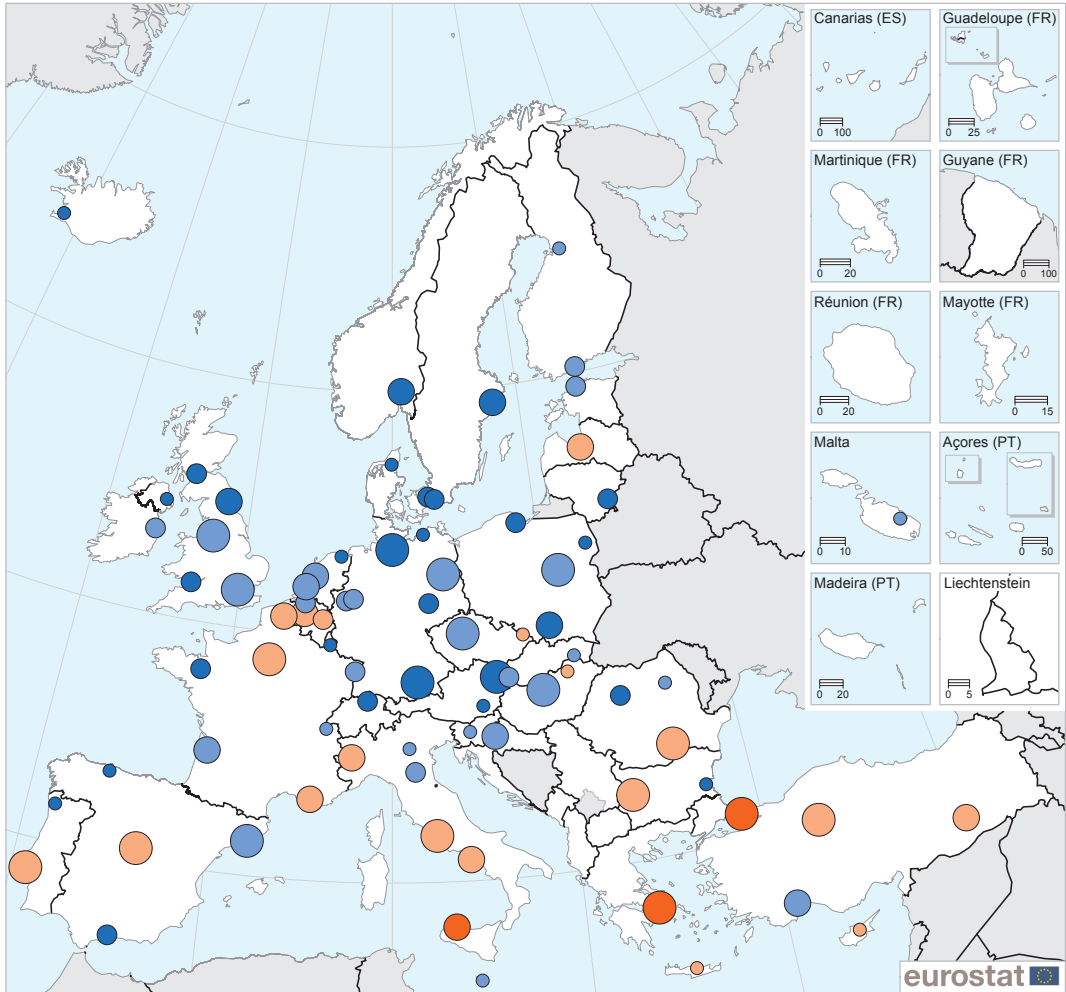 Canarias (ES)
0 100
Guadeloupe (FR)
0 25
Martinique (FR)
0 20
Guyane (FR)
0 100
Réunion (FR)
0 20
Mayotte (FR)
0 15
Malta
0 10
Açores (PT)
0 50
Madeira (PT)
0 20
Liechtenstein
0 5
eurostat